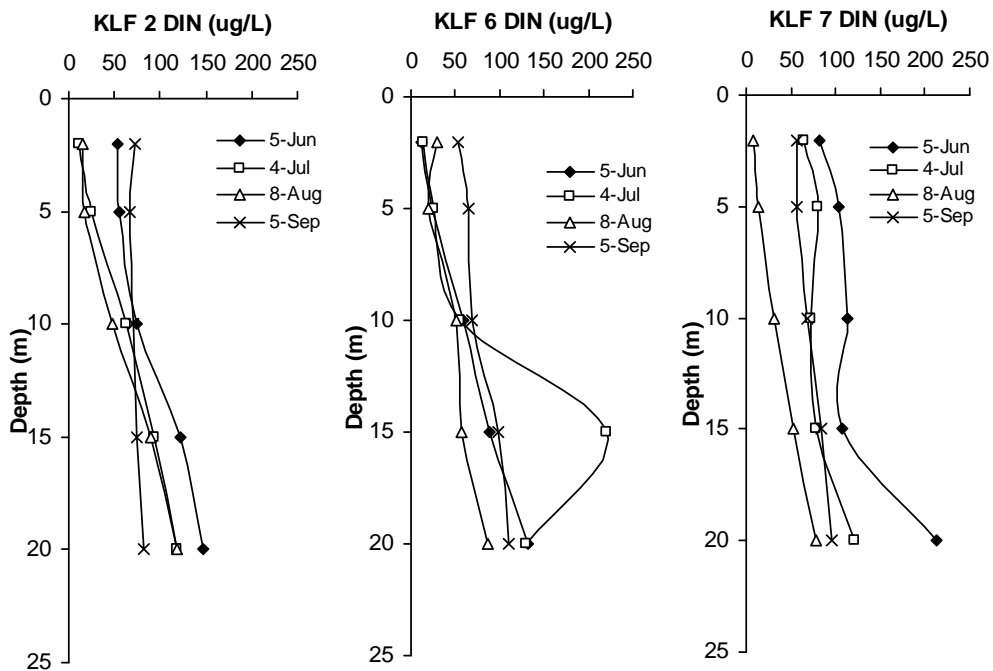 KLF 2 DIN (ug/L)
0 50 100 150 200 250
0
5
10
15
20
25
Depth (m)
5-Jun
4-Jul
8-Aug
5-Sep
KLF 6 DIN (ug/L)
0 50 100 150 200 250
0
5
10
15
20
25
Depth (m)
5-Jun
4-Jul
8-Aug
5-Sep
KLF 7 DIN (ug/L)
0 50 100 150 200 250
0
5
10
15
20
25
Depth (m)
5-Jun
4-Jul
8-Aug
5-Sep